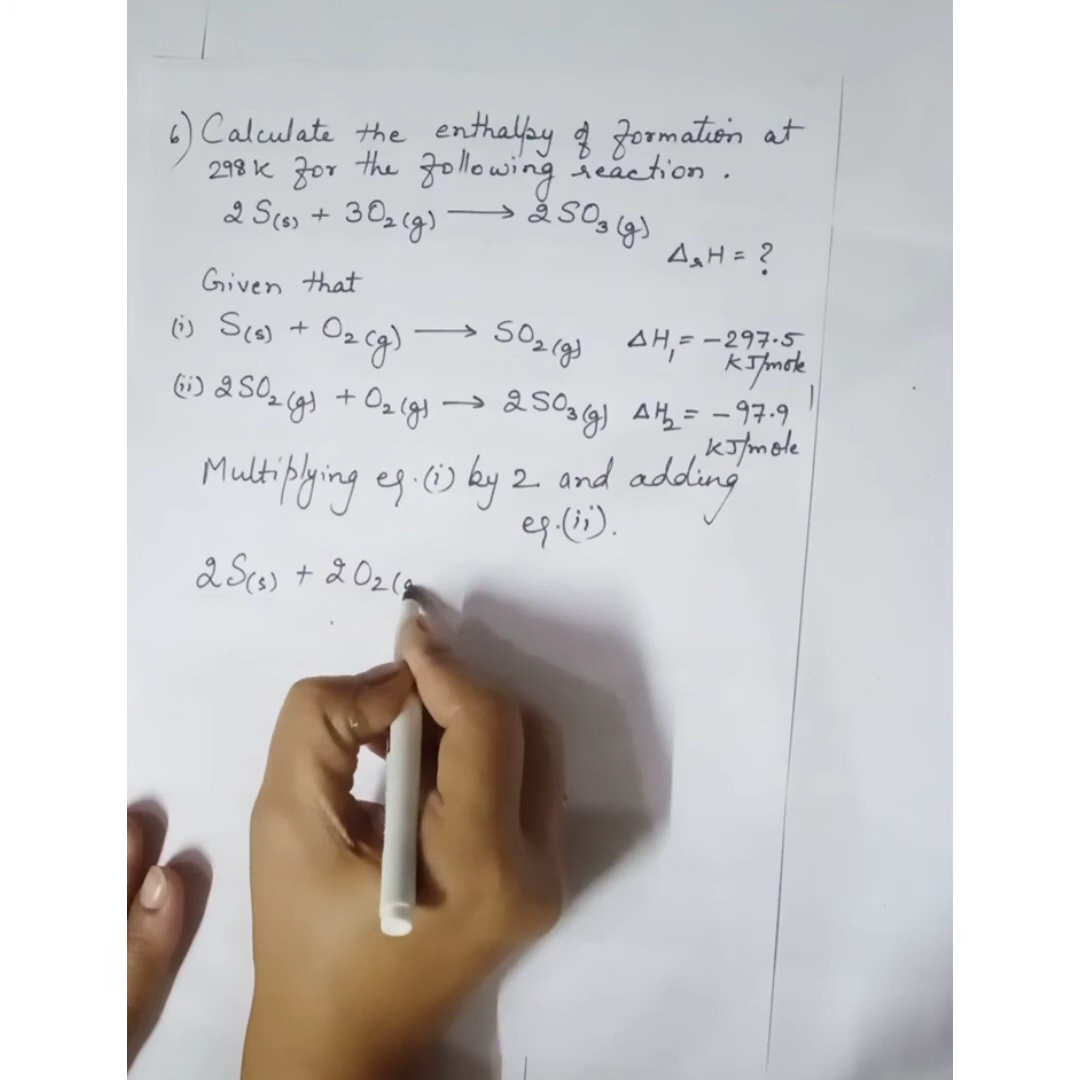 6) Calculate the enthalpy of formation at
298 K for the following reaction.
2 S(s) + 3O₂(g) ⟶ 2SO₃(g)
ΔᵣH = ?
Given that
(i) S(s) + O₂(g) ⟶ SO₂(g) ΔH₁ = -297.5
kJ/mole
(ii) 2SO₂(g) + O₂(g) ⟶ 2SO₃(g) ΔH₂ = -97.9
kJ/mole
Multiplying eq.(i) by 2 and adding
eq.(ii).
2S(s) + 2O₂(g